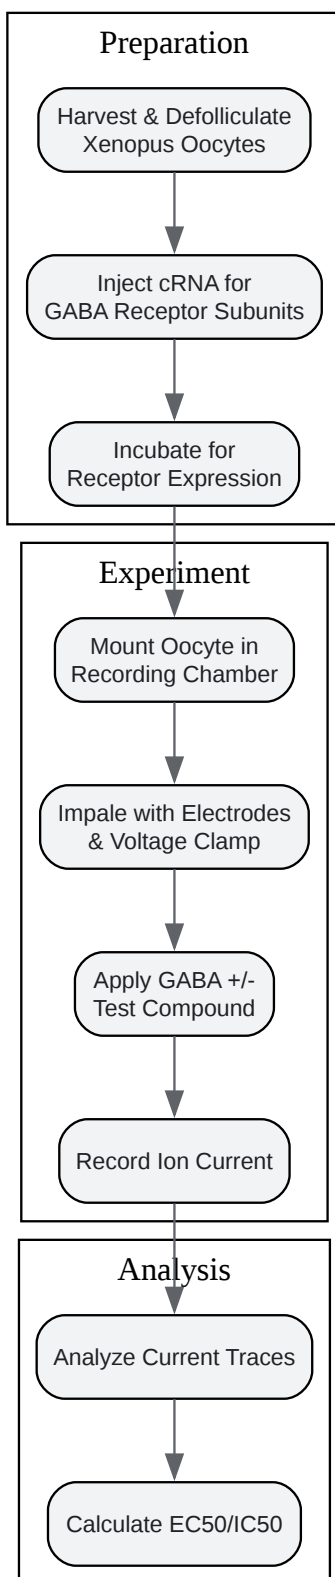 Preparation
Harvest & Defolliculate
Xenopus Oocytes
Inject cRNA for
GABA Receptor Subunits
Incubate for
Receptor Expression
Experiment
Mount Oocyte in
Recording Chamber
Impale with Electrodes
& Voltage Clamp
Apply GABA +/-
Test Compound
Record Ion Current
Analysis
Analyze Current Traces
Calculate EC50/IC50